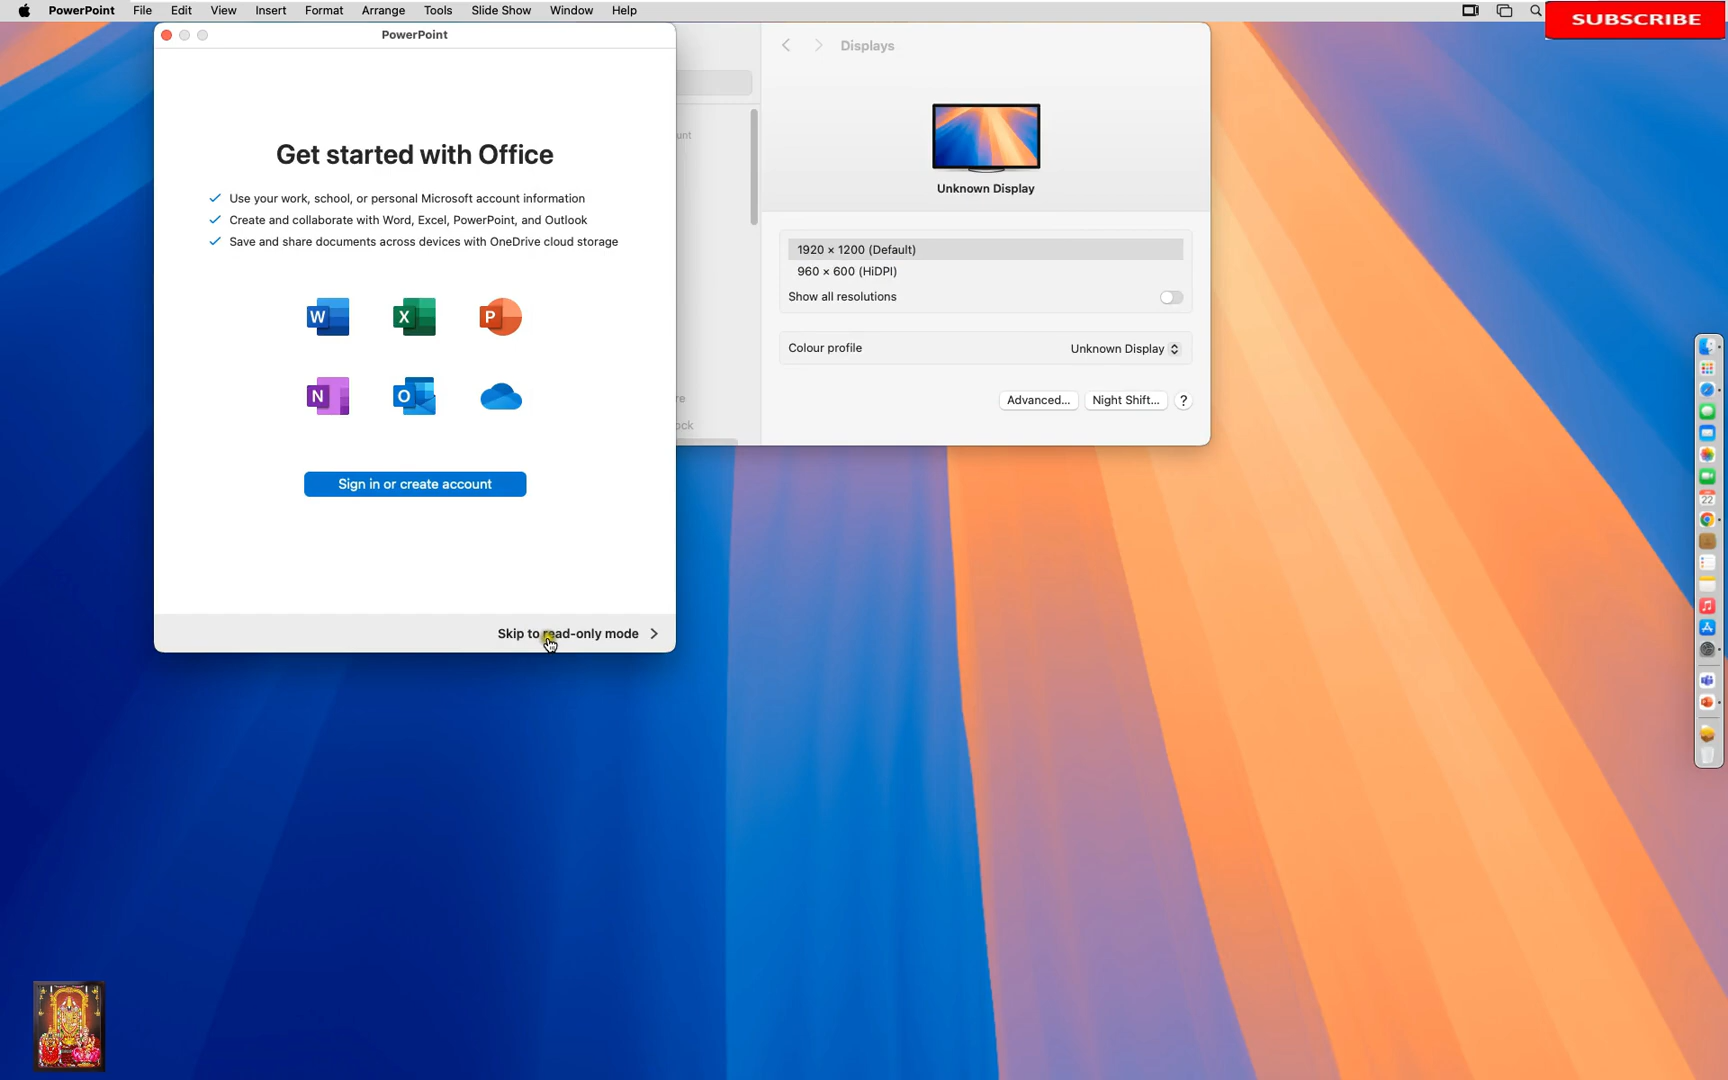 PowerPoint File Edit View Insert Format Arrange Tools Slide Show Window Help
SUBSCRIBE
PowerPoint
Get started with Office
Use your work, school, or personal Microsoft account information
Create and collaborate with Word, Excel, PowerPoint, and Outlook
Save and share documents across devices with OneDrive cloud storage
W X P
N O
Sign in or create account
Skip to read-only mode
Displays
Unknown Display
1920 × 1200 (Default)
960 × 600 (HiDPI)
Show all resolutions
Colour profile Unknown Display
Advanced... Night Shift... ?
22